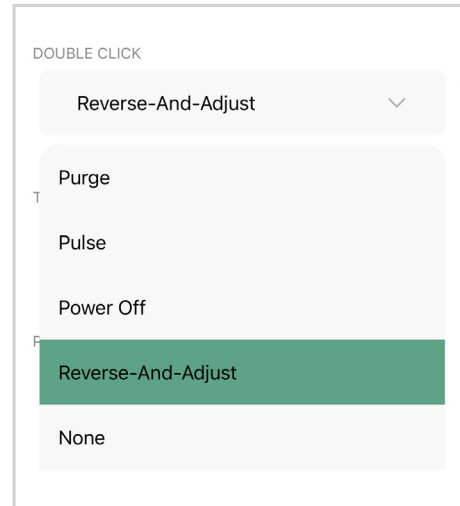 DOUBLE CLICK
Reverse-And-Adjust
Purge
T
Pulse
Power Off
P
Reverse-And-Adjust
None